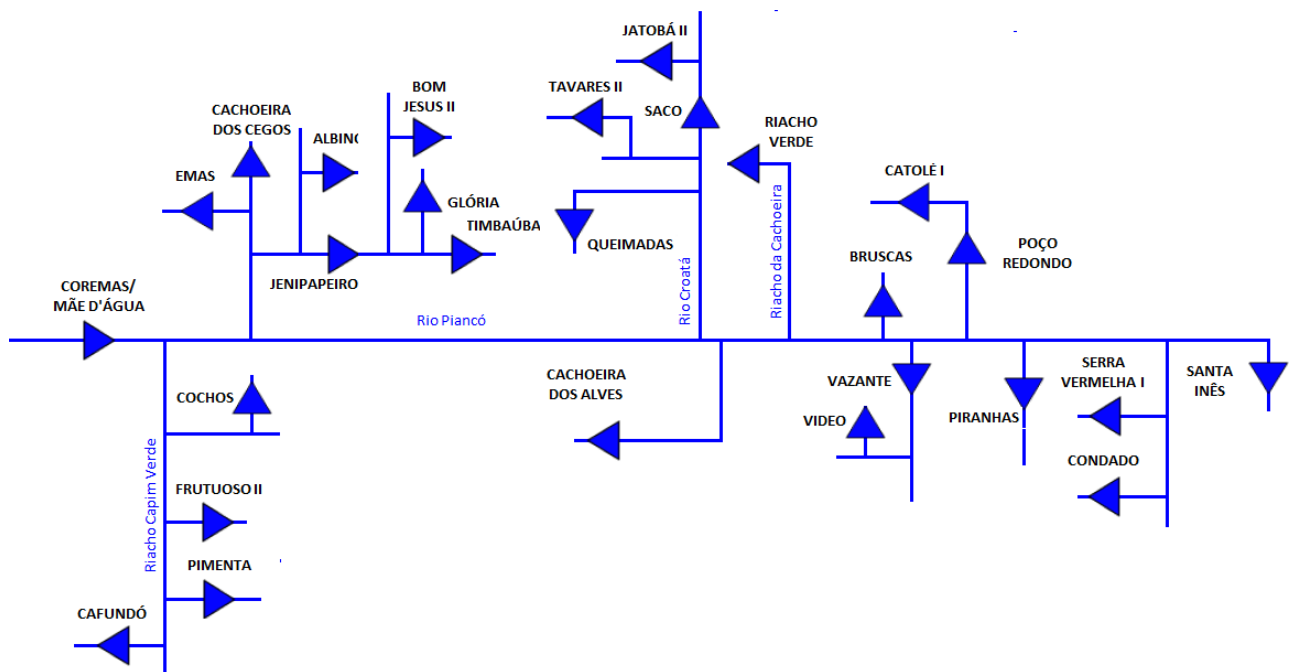 JATOBÁ II
BOM
JESUS II
TAVARES II
CACHOEIRA
DOS CEGOS
ALBINO
SACO
RIACHO
VERDE
EMAS
CATOLÉ I
GLÓRIA
TIMBAÚBA
QUEIMADAS
Riacho da Cachoeira
POÇO
REDONDO
BRUSCAS
JENIPAPEIRO
COREMAS/
MÃE D'ÁGUA
Rio Croatá
Rio Piancó
CACHOEIRA
DOS ALVES
VAZANTE
SERRA
VERMELHA I
SANTA
INÊS
COCHOS
VIDEO
PIRANHAS
CONDADO
Riacho Capim Verde
FRUTUOSO II
PIMENTA
CAFUNDÓ